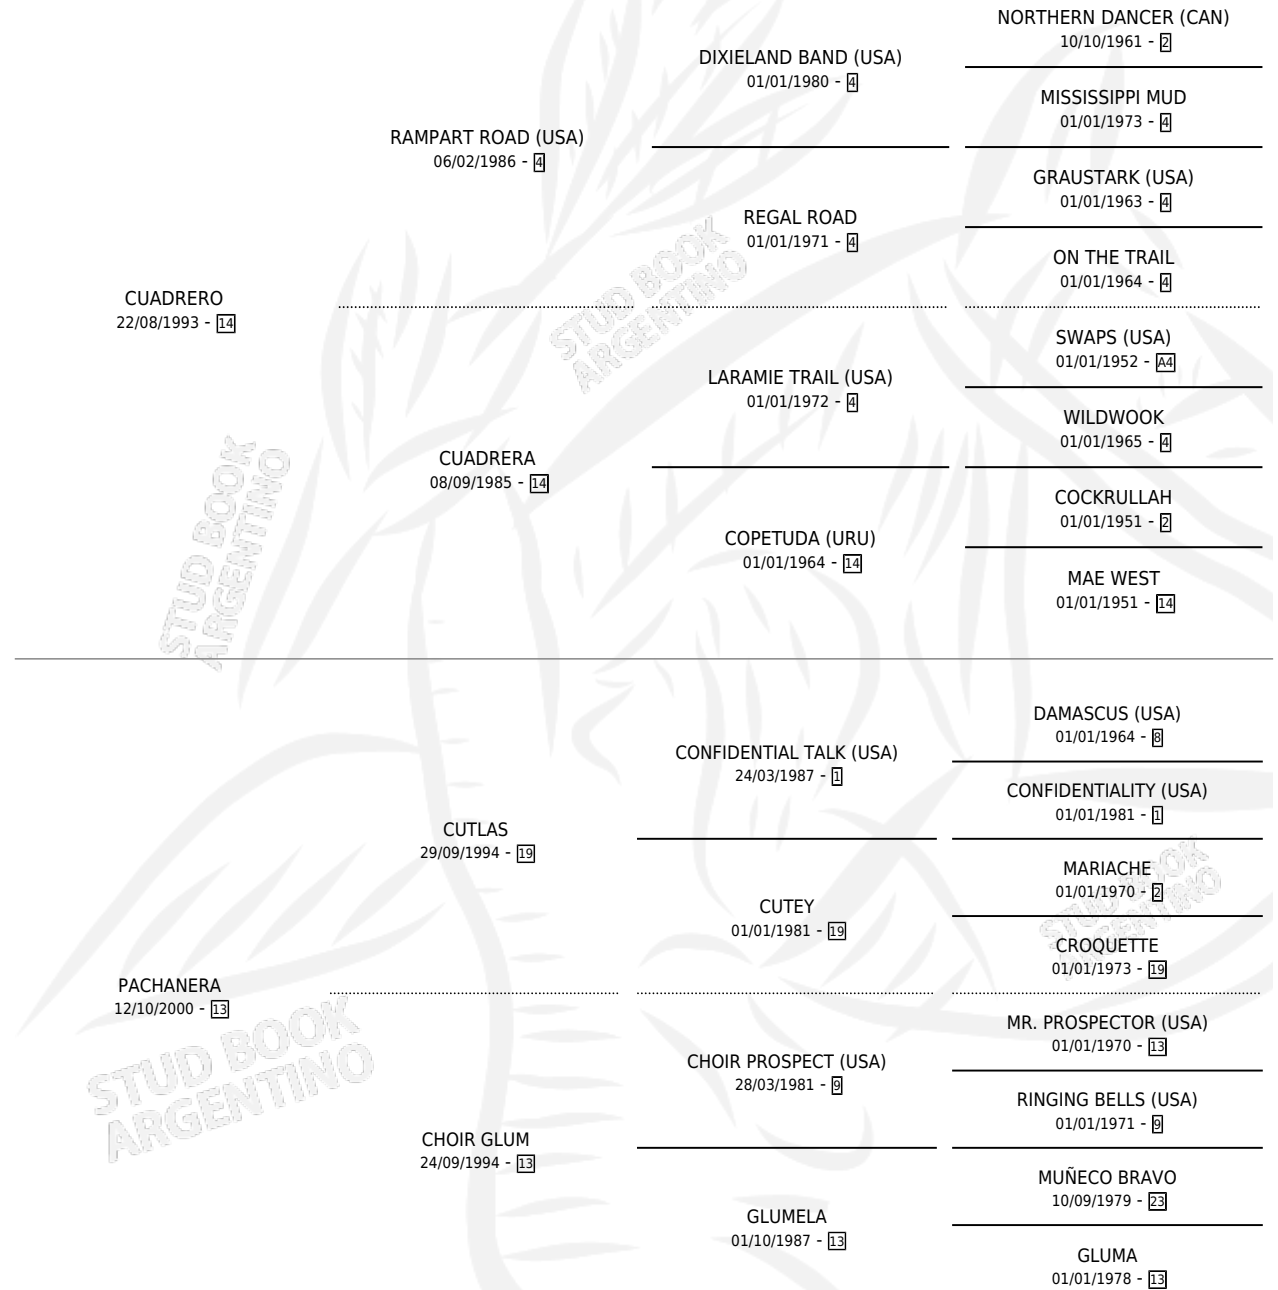 NORTHERN DANCER (CAN)
10/10/1961 - 2
DIXIELAND BAND (USA)
01/01/1980 - 4
MISSISSIPPI MUD
01/01/1973 - 4
RAMPART ROAD (USA)
06/02/1986 - 4
GRAUSTARK (USA)
01/01/1963 - 4
REGAL ROAD
01/01/1971 - 4
ON THE TRAIL
01/01/1964 - 4
CUADRERO
22/08/1993 - 14
SWAPS (USA)
01/01/1952 - A4
LARAMIE TRAIL (USA)
01/01/1972 - 4
WILDWOOK
01/01/1965 - 4
CUADRERA
08/09/1985 - 14
COCKRULLAH
01/01/1951 - 2
COPETUDA (URU)
01/01/1964 - 14
MAE WEST
01/01/1951 - 14
DAMASCUS (USA)
01/01/1964 - 8
CONFIDENTIAL TALK (USA)
24/03/1987 - 1
CONFIDENTIALITY (USA)
01/01/1981 - 1
CUTLAS
29/09/1994 - 19
MARIACHE
01/01/1970 - 2
CUTEY
01/01/1981 - 19
CROQUETTE
01/01/1973 - 19
PACHANERA
12/10/2000 - 13
MR. PROSPECTOR (USA)
01/01/1970 - 13
CHOIR PROSPECT (USA)
28/03/1981 - 9
RINGING BELLS (USA)
01/01/1971 - 9
CHOIR GLUM
24/09/1994 - 13
MUÑECO BRAVO
10/09/1979 - 23
GLUMELA
01/10/1987 - 13
GLUMA
01/01/1978 - 13
STUD BOOK
ARGENTINO
STUD BOOK
ARGENTINO
STUD BOOK
ARGENTINO
STUD BOOK
ARGENTINO